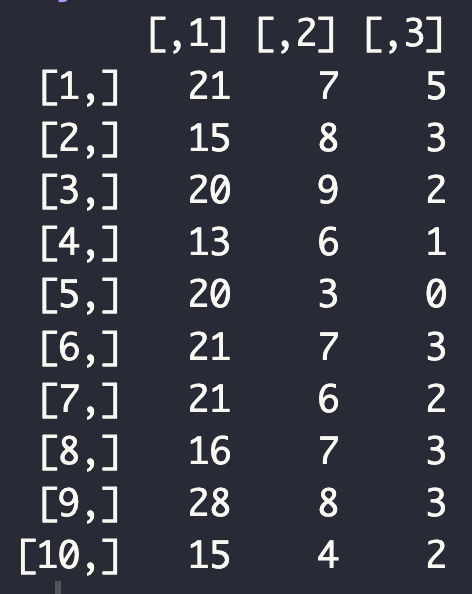 [,1] [,2] [,3]
[1,] 21 7 5
[2,] 15 8 3
[3,] 20 9 2
[4,] 13 6 1
[5,] 20 3 0
[6,] 21 7 3
[7,] 21 6 2
[8,] 16 7 3
[9,] 28 8 3
[10,] 15 4 2